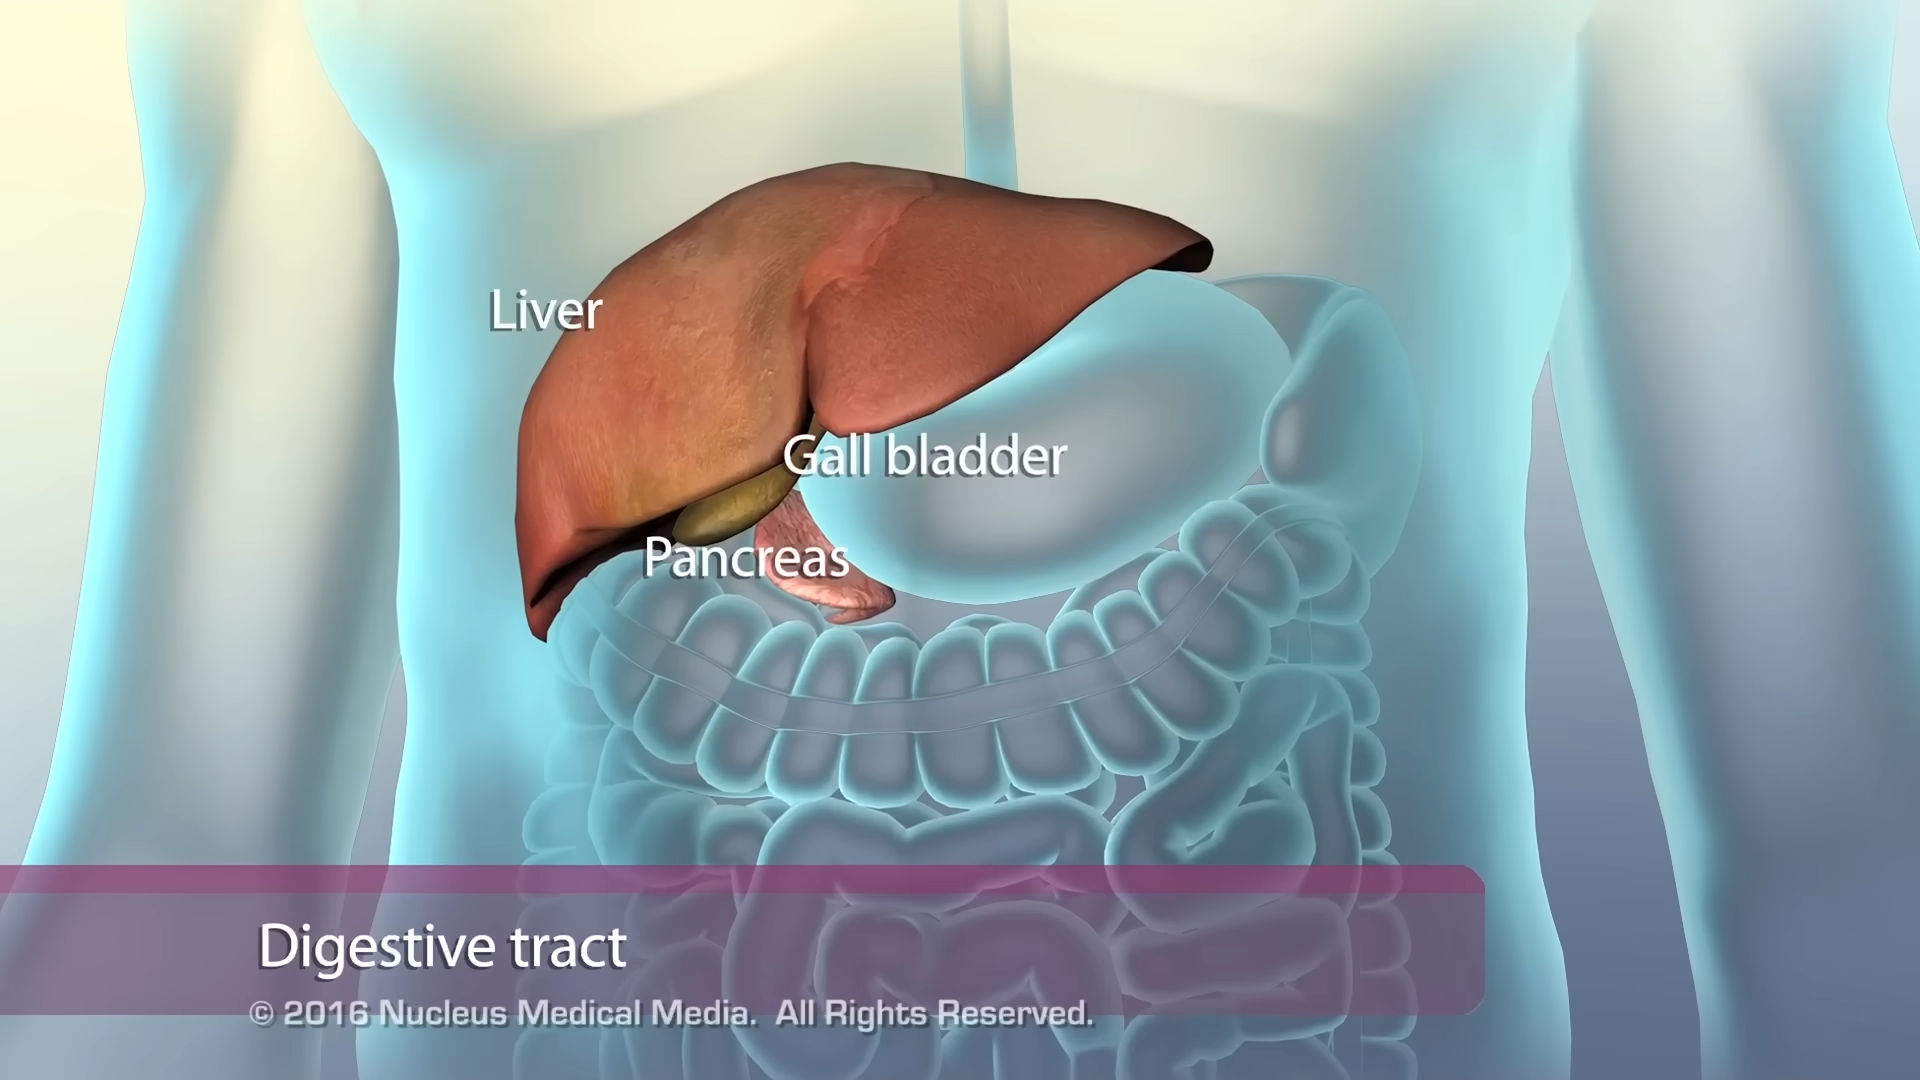 Liver
Gall bladder
Pancreas
Digestive tract
© 2016 Nucleus Medical Media. All Rights Reserved.